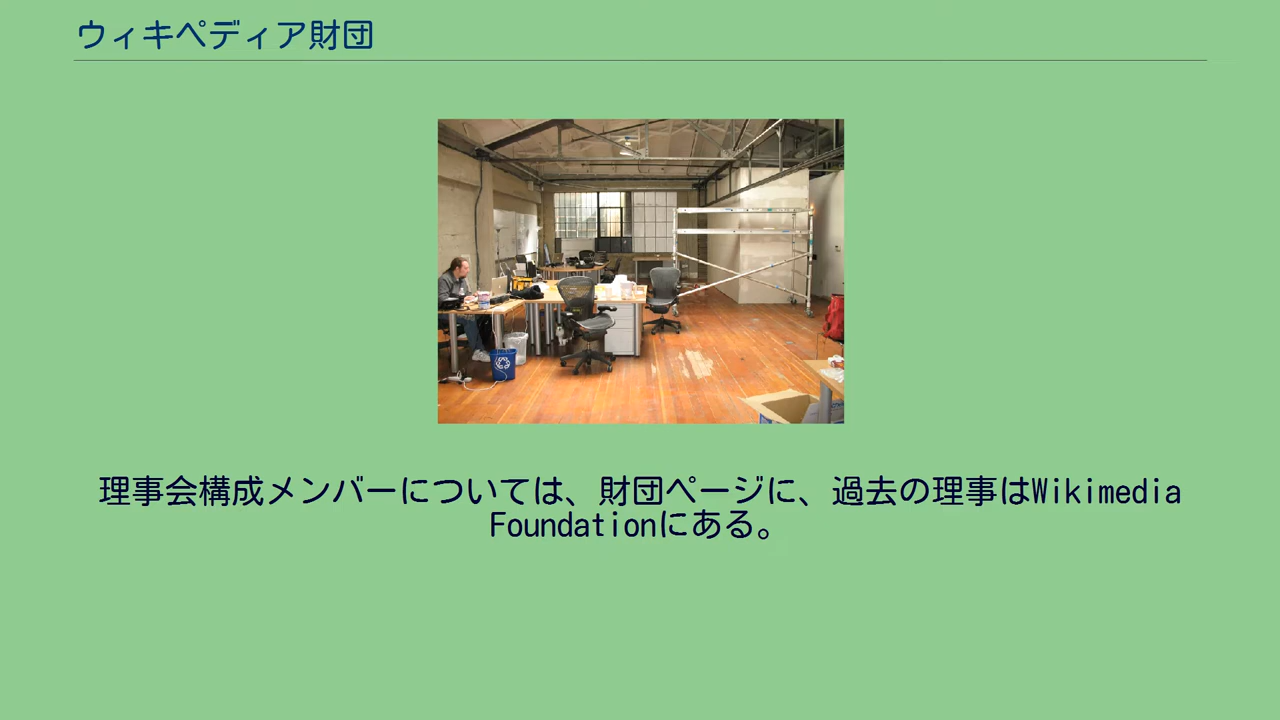 ウィキペディア財団
理事会構成メンバーについては、財団ページに、過去の理事はWikimedia
Foundationにある。